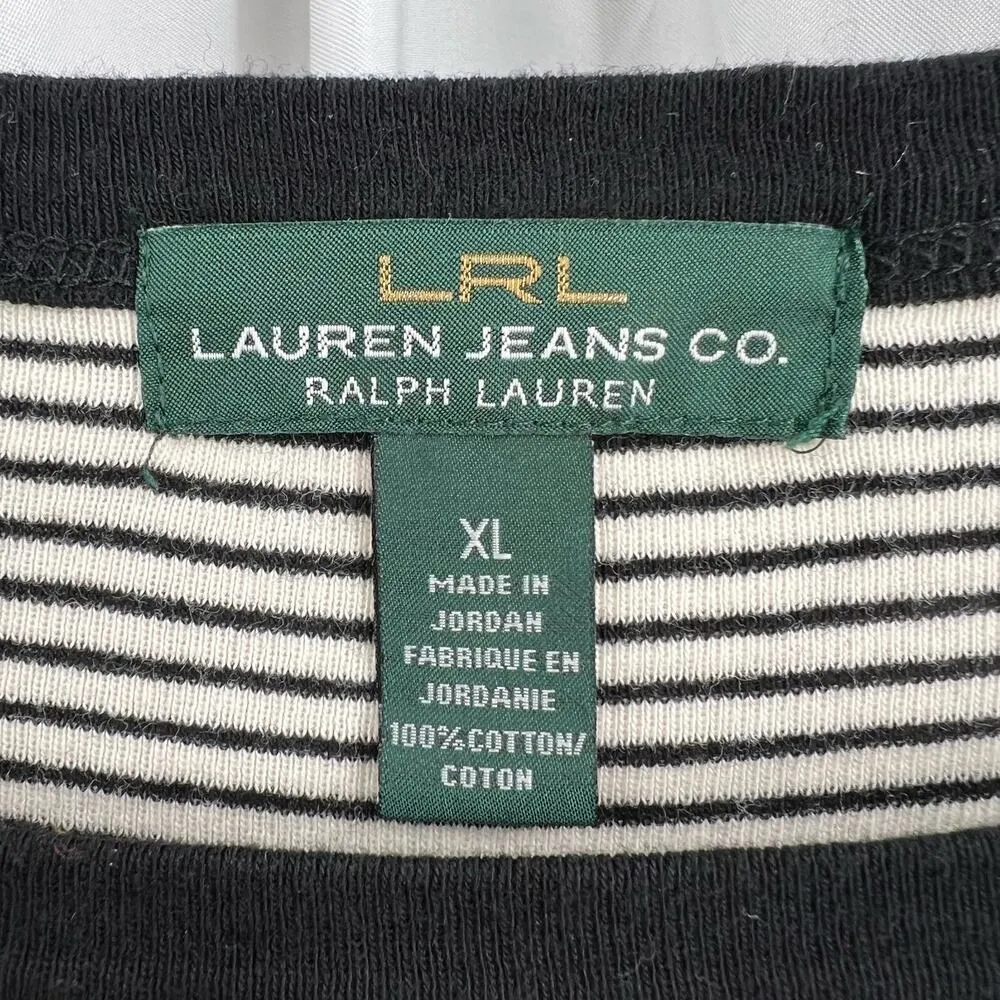 LRL
LAUREN JEANS CO.
RALPH LAUREN
XL
MADE IN
JORDAN
FABRIQUE EN
JORDANIE
100%COTTON/
COTON